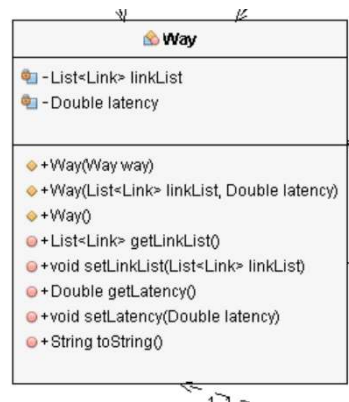 Way
-List<Link> linkList
-Double latency
+Way(Way way)
+Way(List<Link> linkList, Double latency)
+Way()
+List<Link> getLinkList()
+void setLinkList(List<Link> linkList)
+Double getLatency()
+void setLatency(Double latency)
+String toString()